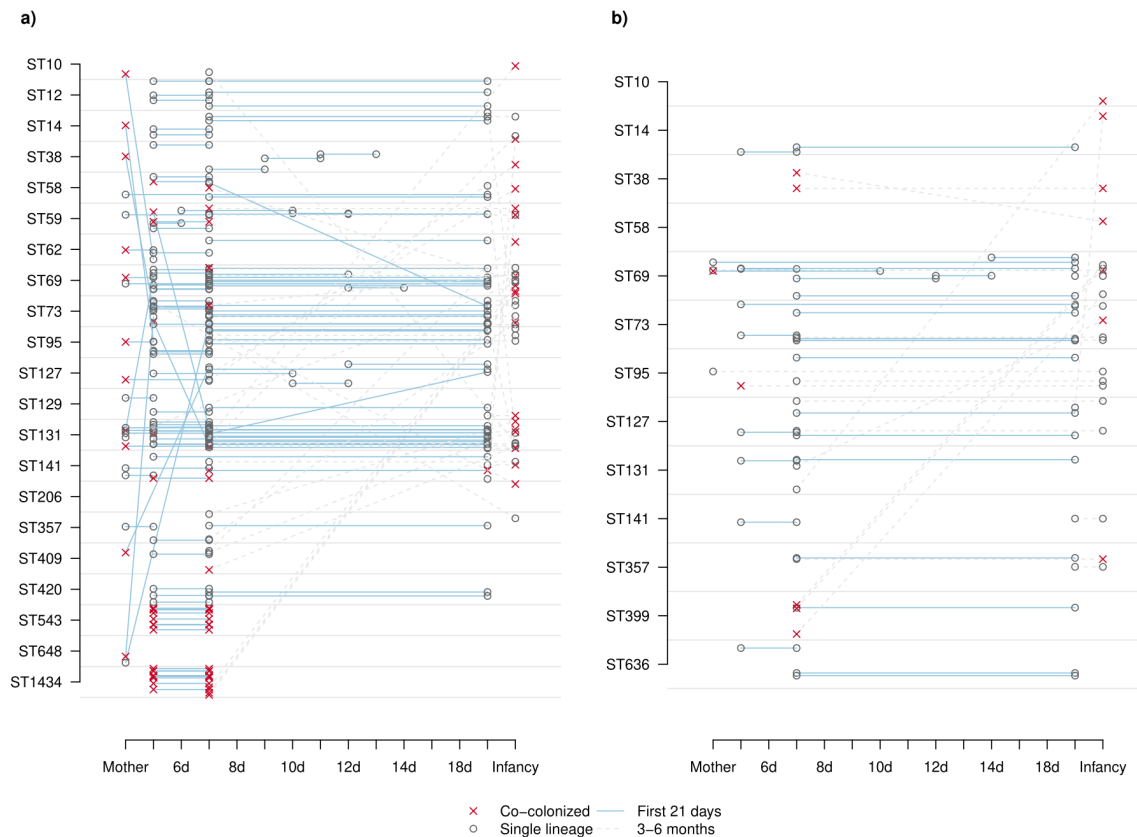 a)
ST10
ST12
ST14
ST38
ST58
ST59
ST62
ST69
ST73
ST95
ST127
ST129
ST131
ST141
ST206
ST357
ST409
ST420
ST543
ST648
ST1434
Mother 6d 8d 10d 12d 14d 18d Infancy
b)
ST10
ST14
ST38
ST58
ST69
ST73
ST95
ST127
ST131
ST141
ST357
ST399
ST636
Mother 6d 8d 10d 12d 14d 18d Infancy
Co−colonized First 21 days
Single lineage 3−6 months